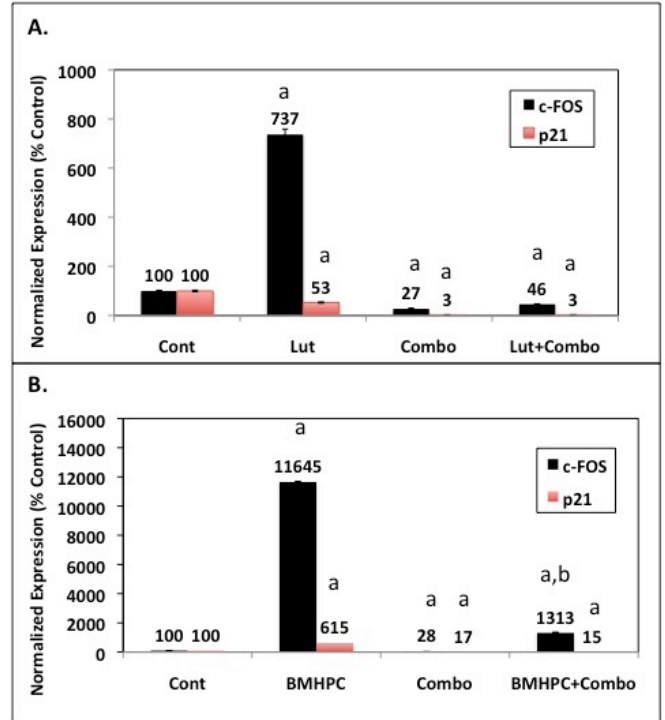 A.
Normalized Expression (% Control)
1000
800
600
400
200
0
c-FOS
p21
a
737
a
53
100 100
a
27
a
3
a
46
a
3
Cont Lut Combo Lut+Combo
B.
Normalized Expression (% Control)
16000
14000
12000
10000
8000
6000
4000
2000
0
c-FOS
p21
a
11645
a
615
100 100
a a
28 17
a,b
1313
a
15
Cont BMHPC Combo BMHPC+Combo